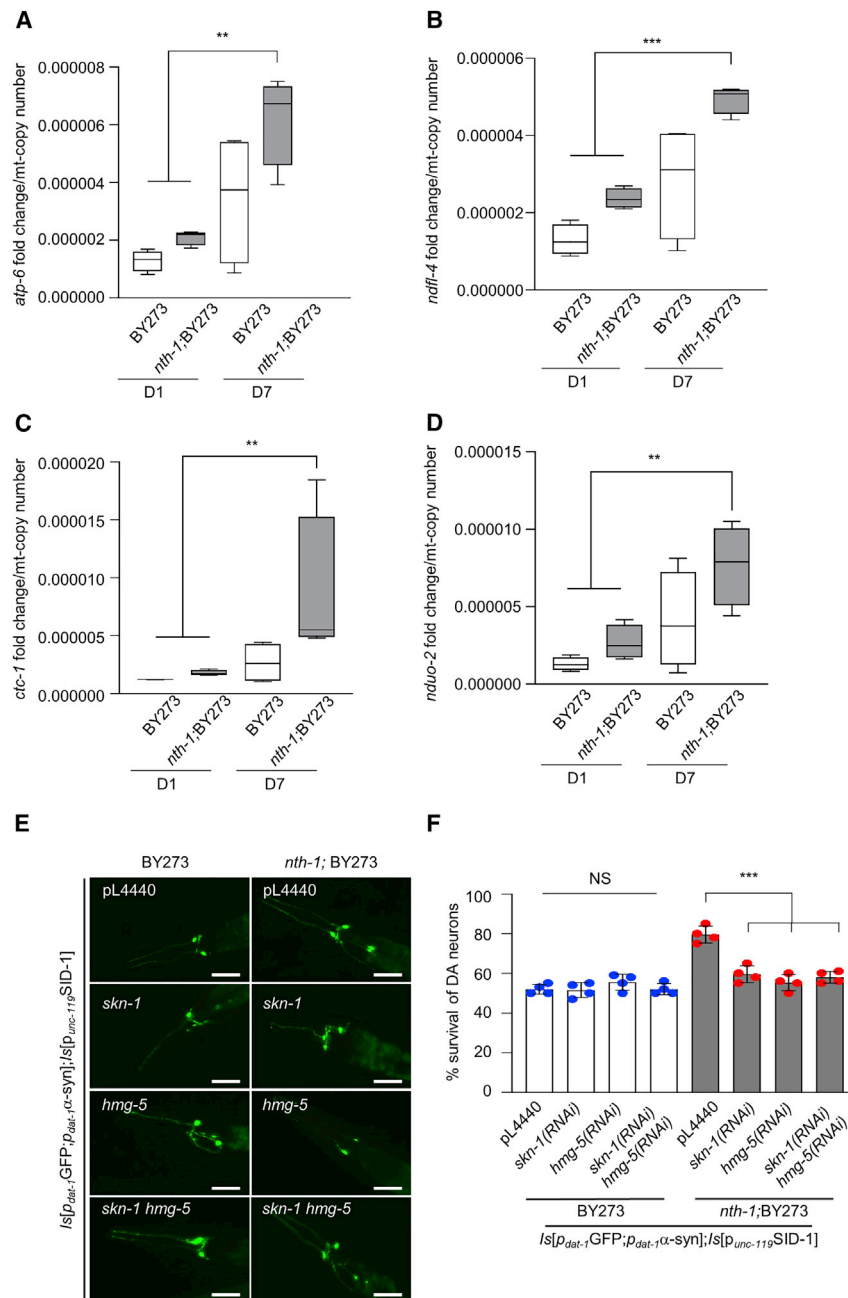 A
**
0.000008
0.000006
0.000004
0.000002
0.000000
atp-6 fold change/mt-copy number
BY273
nth-1;BY273
BY273
nth-1;BY273
D1
D7
B
***
0.000006
0.000004
0.000002
0.000000
ndfl-4 fold change/mt-copy number
BY273
nth-1;BY273
BY273
nth-1;BY273
D1
D7
C
**
0.000020
0.000015
0.000010
0.000005
0.000000
ctc-1 fold change/mt-copy number
BY273
nth-1;BY273
BY273
nth-1;BY273
D1
D7
D
**
0.000015
0.000010
0.000005
0.000000
nduo-2 fold change/mt-copy number
BY273
nth-1;BY273
BY273
nth-1;BY273
D1
D7
E
BY273
nth-1; BY273
pL4440
pL4440
skn-1
skn-1
hmg-5
hmg-5
skn-1 hmg-5
skn-1 hmg-5
Is[pdat-1GFP;pdat-1α-syn];Is[punc-119SID-1]
F
NS
***
100
80
60
40
20
0
% survival of DA neurons
pL4440
skn-1(RNAi)
hmg-5(RNAi)
skn-1(RNAi)
hmg-5(RNAi)
pL4440
skn-1(RNAi)
hmg-5(RNAi)
skn-1(RNAi)
hmg-5(RNAi)
BY273
nth-1;BY273
Is[pdat-1GFP;pdat-1α-syn];Is[punc-119SID-1]